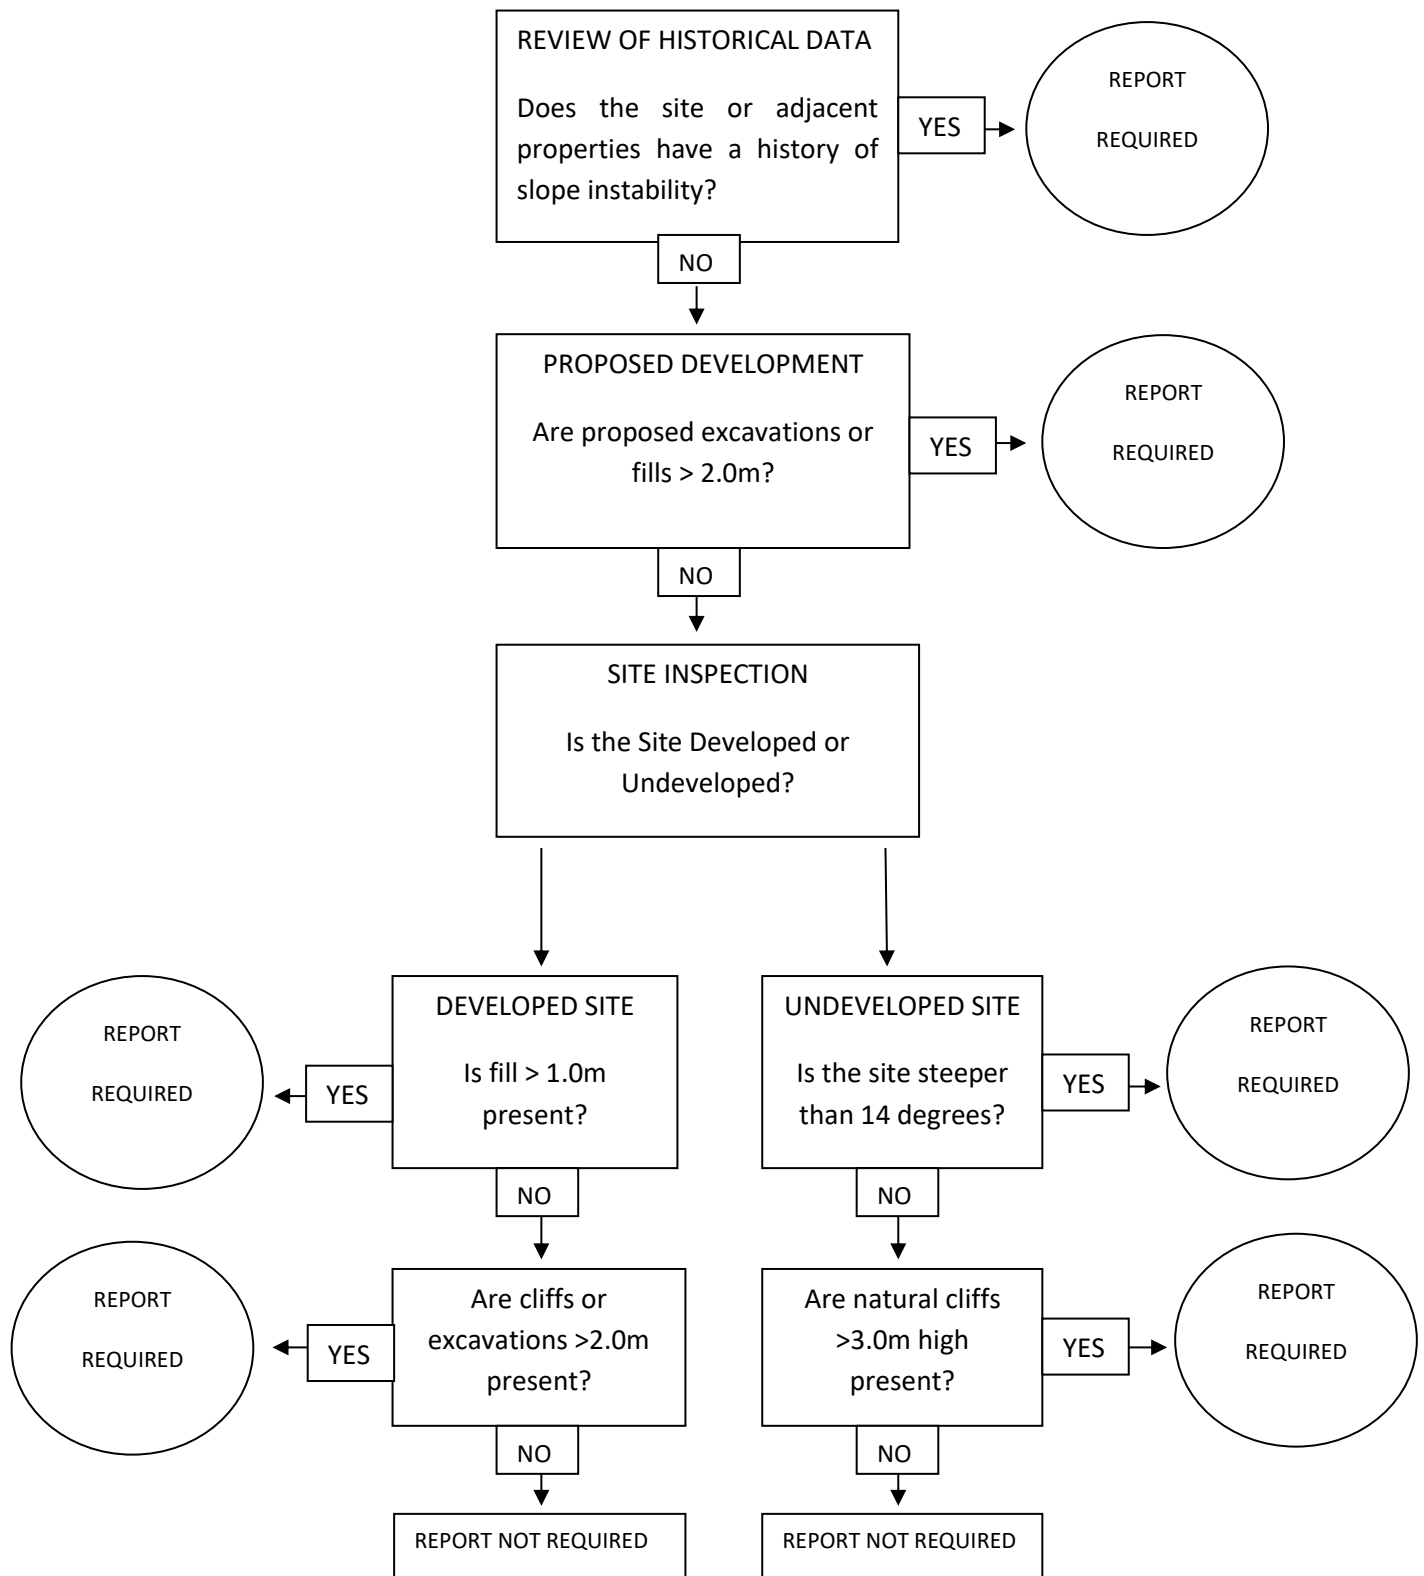 REVIEW OF HISTORICAL DATA
Does the site or adjacent
properties have a history of
slope instability?
YES
REPORT
REQUIRED
NO
PROPOSED DEVELOPMENT
Are proposed excavations or
fills > 2.0m?
YES
REPORT
REQUIRED
NO
SITE INSPECTION
Is the Site Developed or
Undeveloped?
DEVELOPED SITE
Is fill > 1.0m
present?
YES
REPORT
REQUIRED
NO
Are cliffs or
excavations >2.0m
present?
YES
REPORT
REQUIRED
NO
REPORT NOT REQUIRED
UNDEVELOPED SITE
Is the site steeper
than 14 degrees?
YES
REPORT
REQUIRED
NO
Are natural cliffs
>3.0m high
present?
YES
REPORT
REQUIRED
NO
REPORT NOT REQUIRED